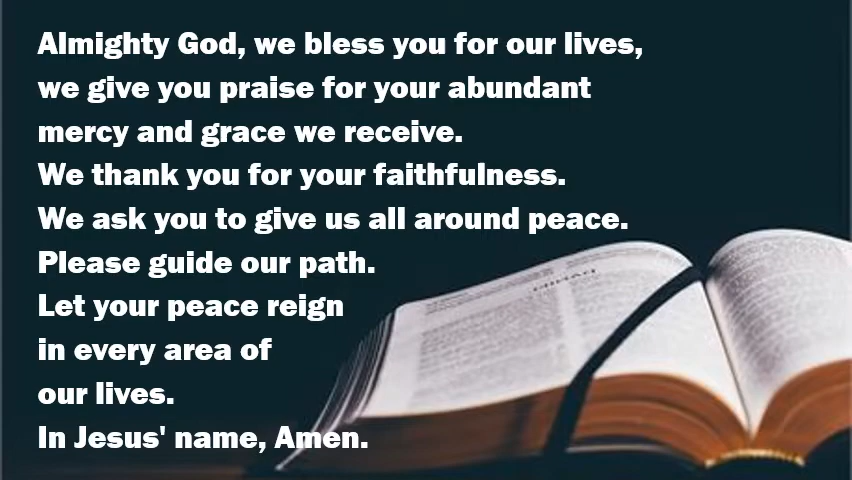 Almighty God, we bless you for our lives,
we give you praise for your abundant
mercy and grace we receive.
We thank you for your faithfulness.
We ask you to give us all around peace.
Please guide our path.
Let your peace reign
in every area of
our lives.
In Jesus' name, Amen.